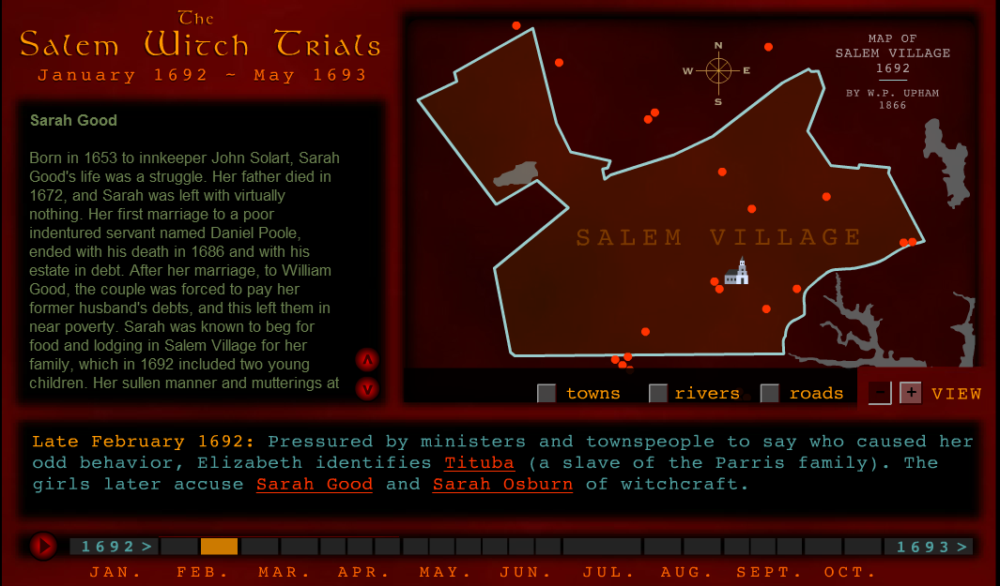 The
Salem Witch Trials
January 1692 ~ May 1693
Sarah Good
Born in 1653 to innkeeper John Solart, Sarah
Good's life was a struggle. Her father died in
1672, and Sarah was left with virtually
nothing. Her first marriage to a poor
indentured servant named Daniel Poole,
ended with his death in 1686 and with his
estate in debt. After her marriage, to William
Good, the couple was forced to pay her
former husband's debts, and this left them in
near poverty. Sarah was known to beg for
food and lodging in Salem Village for her
family, which in 1692 included two young
children. Her sullen manner and mutterings at
N
W E
S
MAP OF
SALEM VILLAGE
1692
BY W.P. UPHAM
1866
SALEM VILLAGE
towns rivers roads - + VIEW
Late February 1692: Pressured by ministers and townspeople to say who caused her
odd behavior, Elizabeth identifies Tituba (a slave of the Parris family). The
girls later accuse Sarah Good and Sarah Osburn of witchcraft.
1692 > 1693 >
JAN. FEB. MAR. APR. MAY. JUN. JUL. AUG. SEPT. OCT.